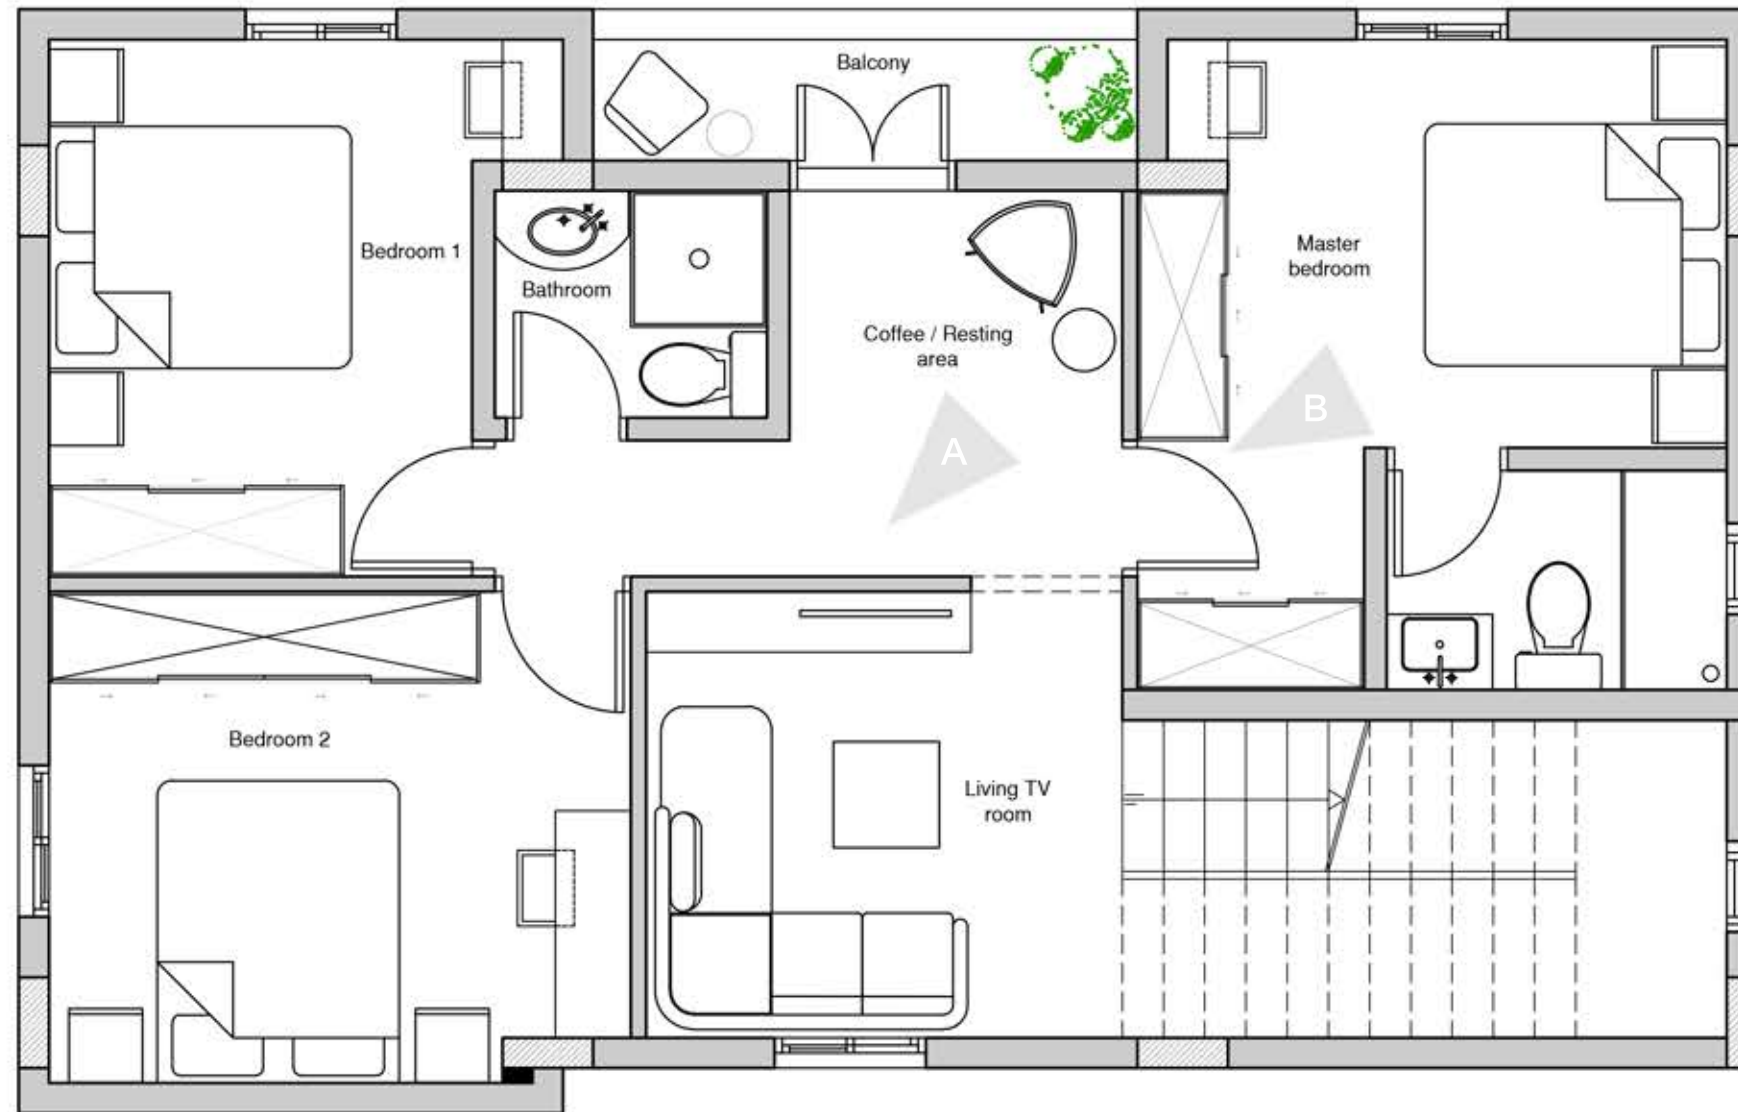 Balcony
Bedroom 1
Bathroom
Master
bedroom
Coffee / Resting
area
B
A
Bedroom 2
Living TV
room